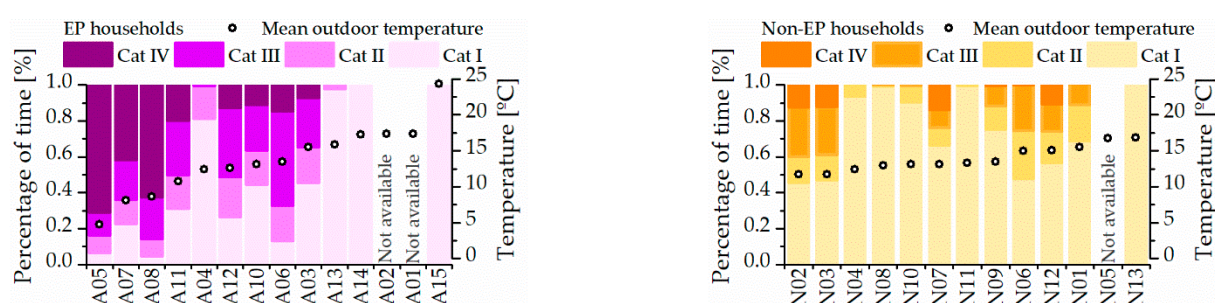 EP households Mean outdoor temperature
Cat IV Cat III Cat II Cat I
Percentage of time [%]
1.0
0.8
0.6
0.4
0.2
0.0
Not available
Not available
25
20
15
10
5
0
Temperature [ºC]
A05 A07 A08 A11 A04 A12 A10 A06 A03 A13 A14 A02 A01 A15
Non-EP households Mean outdoor temperature
Cat IV Cat III Cat II Cat I
Percentage of time [%]
1.0
0.8
0.6
0.4
0.2
0.0
Not available
25
20
15
10
5
0
Temperature [ºC]
N02 N03 N04 N08 N10 N07 N11 N09 N06 N12 N01 N05 N13